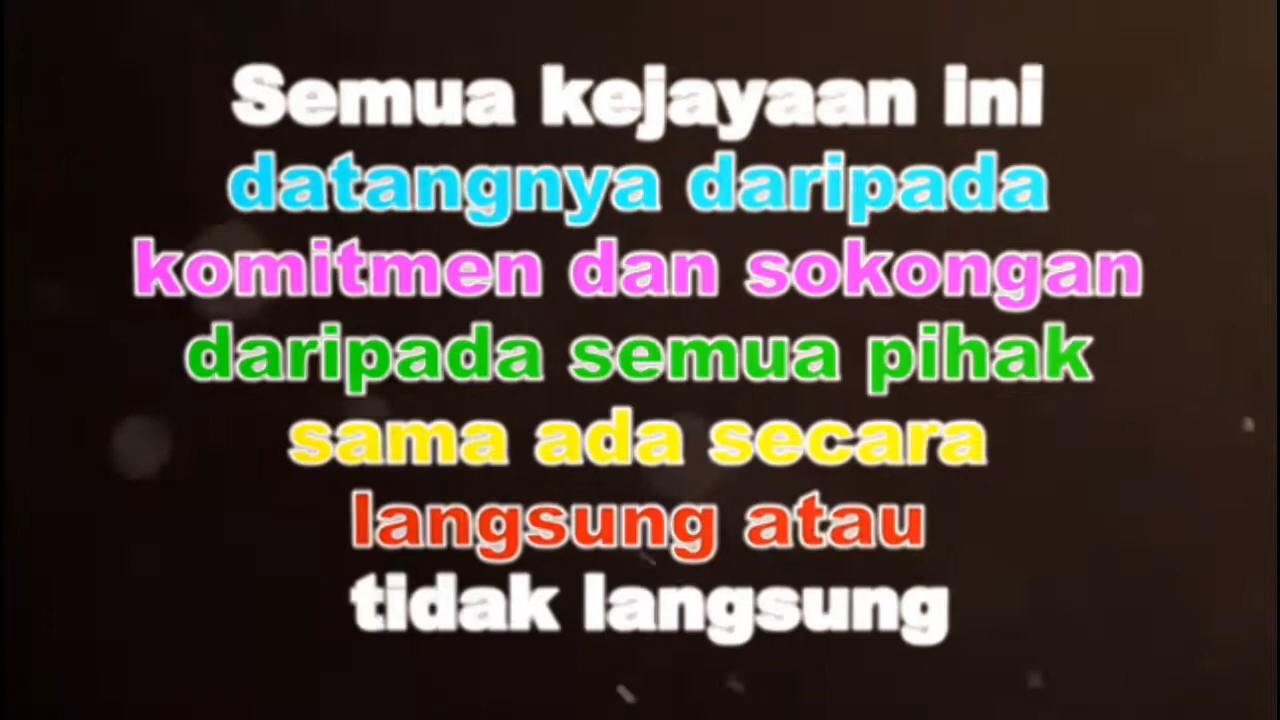 Semua kejayaan ini
datangnya daripada
komitmen dan sokongan
daripada semua pihak
sama ada secara
langsung atau
tidak langsung